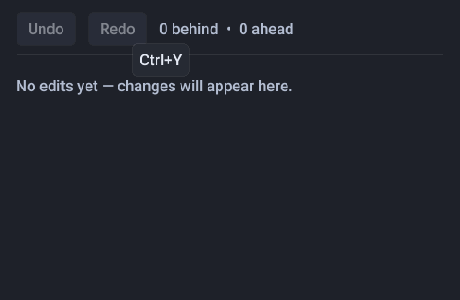 Undo Redo 0 behind • 0 ahead
Ctrl+Y
No edits yet — changes will appear here.